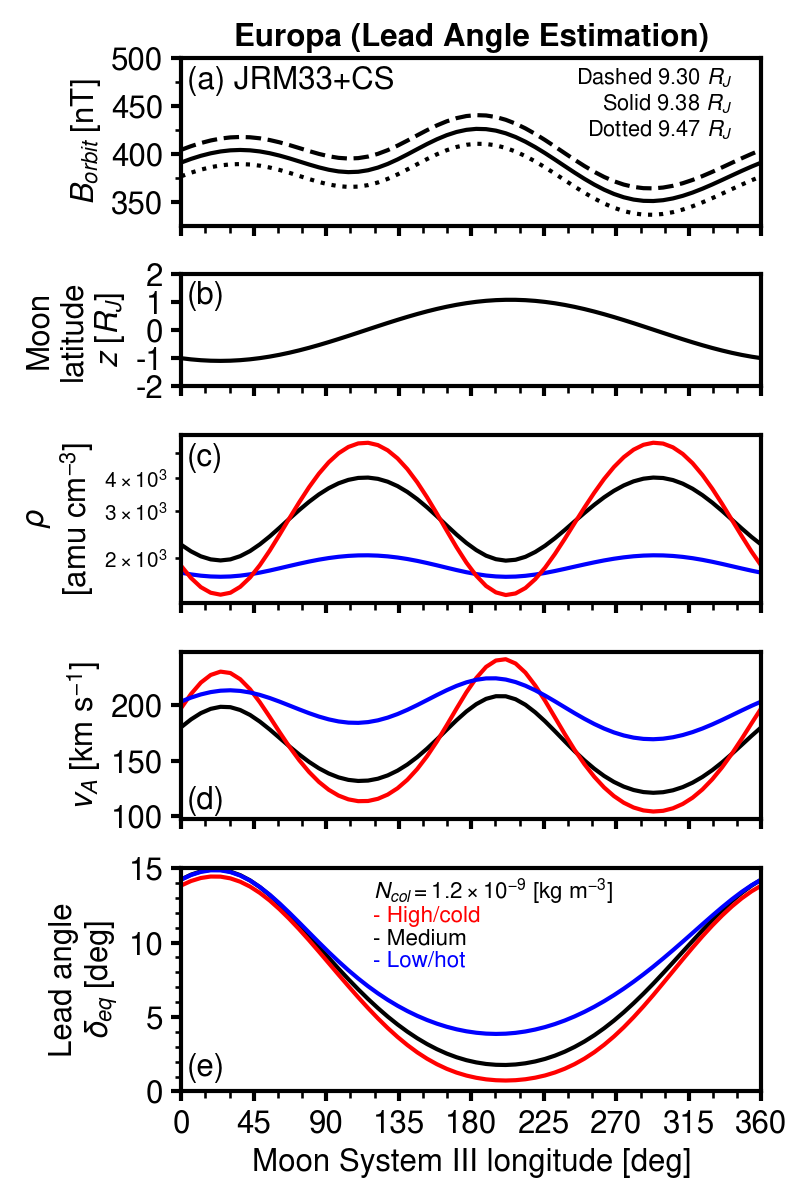 Europa (Lead Angle Estimation)
(a) JRM33+CS
Dashed 9.30 R_J
Solid 9.38 R_J
Dotted 9.47 R_J
B_orbit [nT]
500
450
400
350
(b)
Moon
latitude
z [R_J]
2
1
0
-1
-2
(c)
ρ
[amu cm⁻³]
4 × 10³
3 × 10³
2 × 10³
(d)
v_A [km s⁻¹]
200
150
100
N_col = 1.2 × 10⁻⁹ [kg m⁻³]
- High/cold
- Medium
- Low/hot
(e)
Lead angle
δ_eq [deg]
15
10
5
0
0 45 90 135 180 225 270 315 360
Moon System III longitude [deg]